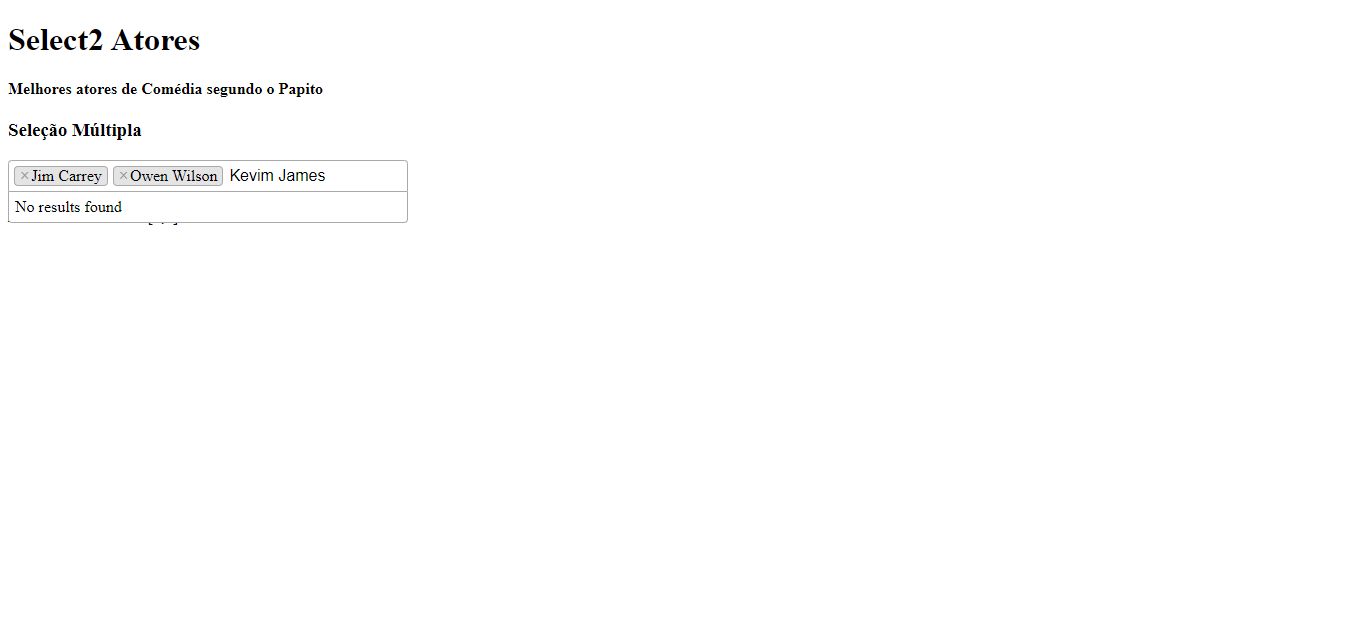 Select2 Atores
Melhores atores de Comédia segundo o Papito
Seleção Múltipla
×Jim Carrey ×Owen Wilson Kevim James
No results found